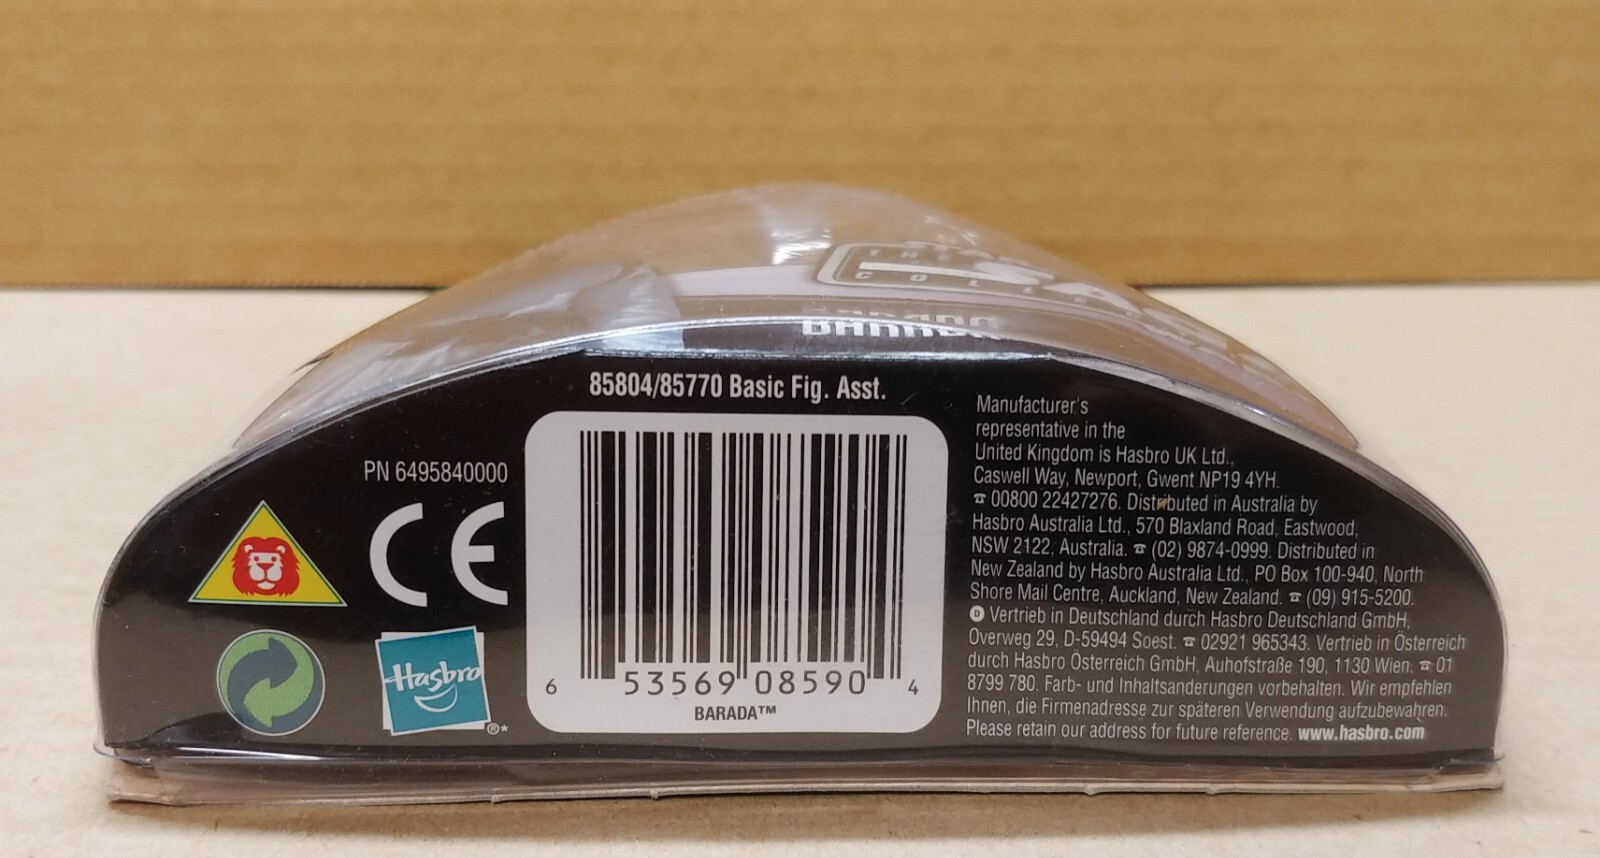 THE
COLLE
BARADA
85804/85770 Basic Fig. Asst.
PN 6495840000
CE
Hasbro
®*
6 53569 08590 4
BARADA™
Manufacturer's
representative in the
United Kingdom is Hasbro UK Ltd.,
Caswell Way, Newport, Gwent NP19 4YH.
☎ 00800 22427276. Distributed in Australia by
Hasbro Australia Ltd., 570 Blaxland Road, Eastwood,
NSW 2122, Australia. ☎ (02) 9874-0999. Distributed in
New Zealand by Hasbro Australia Ltd., PO Box 100-940, North
Shore Mail Centre, Auckland, New Zealand. ☎ (09) 915-5200.
D Vertrieb in Deutschland durch Hasbro Deutschland GmbH,
Overweg 29, D-59494 Soest. ☎ 02921 965343. Vertrieb in Österreich
durch Hasbro Österreich GmbH, Auhofstraße 190, 1130 Wien. ☎ 01
8799 780. Farb- und Inhaltsanderungen vorbehalten. Wir empfehlen
Ihnen, die Firmenadresse zur späteren Verwendung aufzubewahren.
Please retain our address for future reference. www.hasbro.com